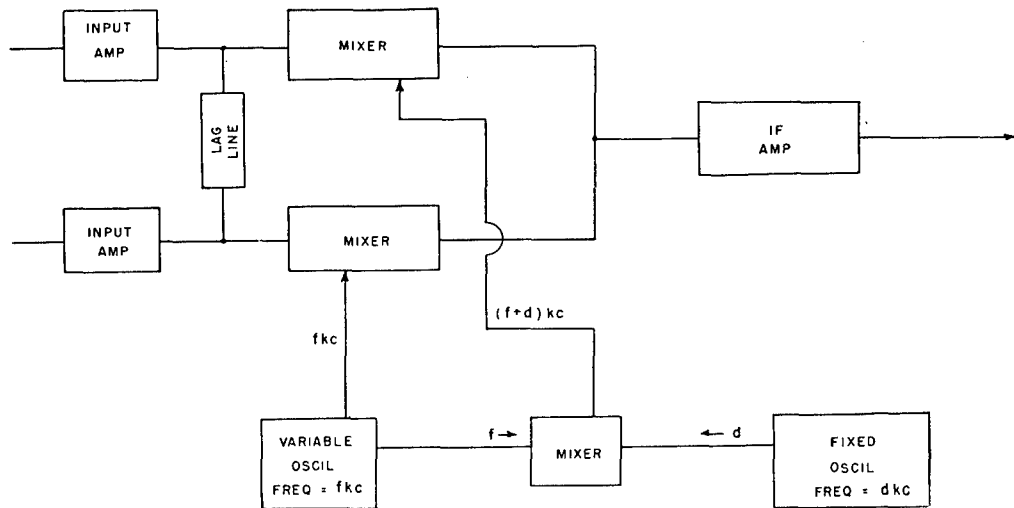 INPUT
AMP
MIXER
LAG
LINE
IF
AMP
INPUT
AMP
MIXER
(f+d)kc
fkc
VARIABLE
OSCIL
FREQ = fkc
f →
MIXER
← d
FIXED
OSCIL
FREQ = dkc